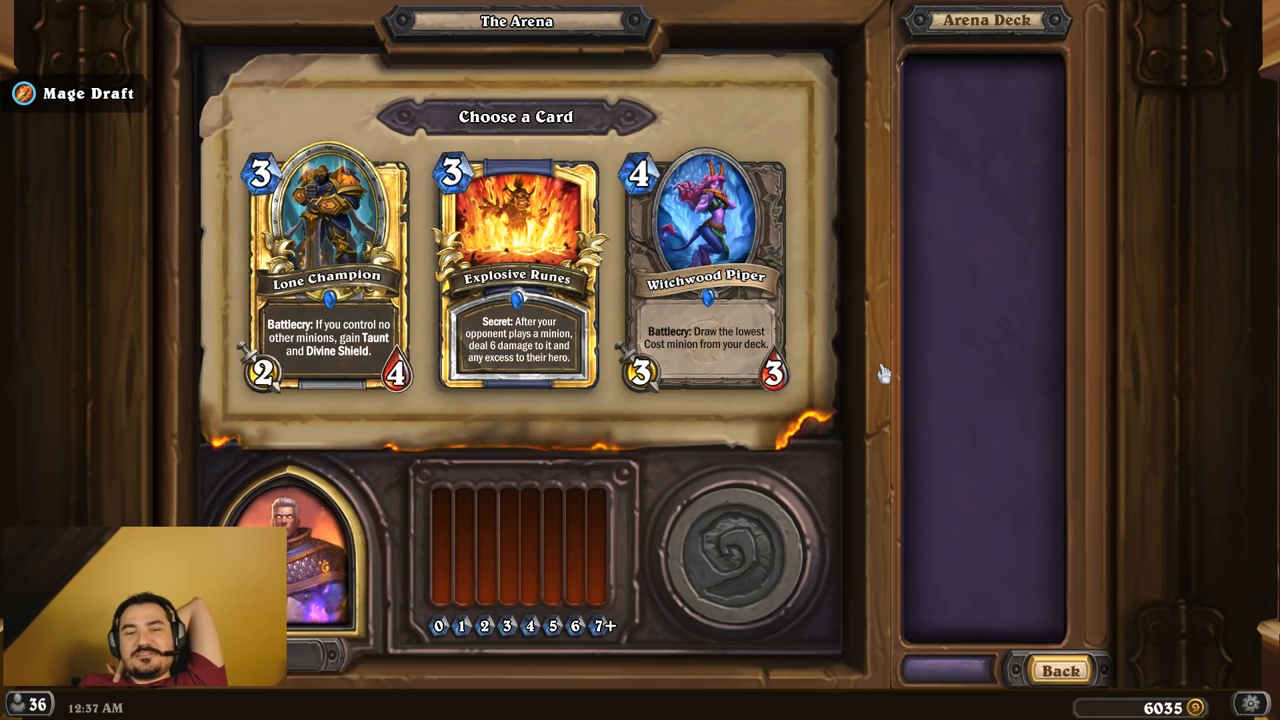 The Arena
Arena Deck
Mage Draft
Choose a Card
3
3
4
Lone Champion
Battlecry: If you control no
other minions, gain Taunt
and Divine Shield.
2
4
Explosive Runes
Secret: After your
opponent plays a minion,
deal 6 damage to it and
any excess to their hero.
Witchwood Piper
Battlecry: Draw the lowest
Cost minion from your deck.
3
3
0 1 2 3 4 5 6 7+
Back
36
12:37 AM
6035